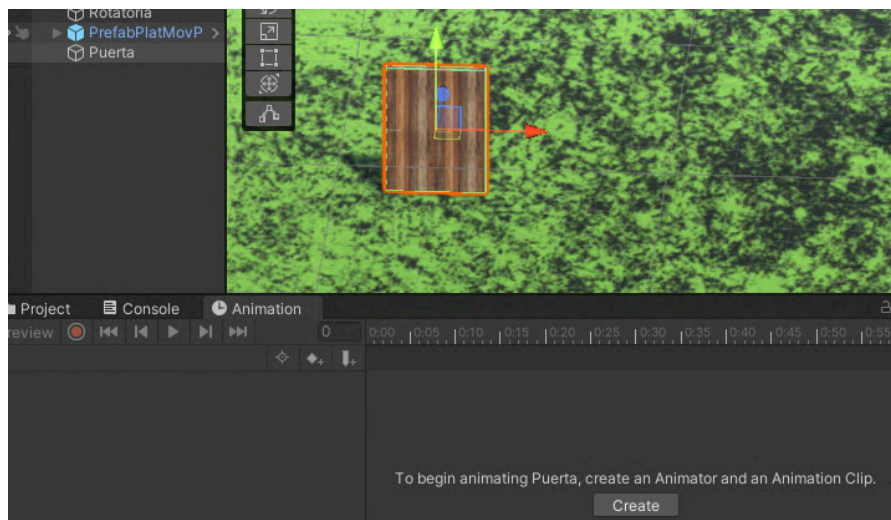 Rotatoria
PrefabPlatMovP
Puerta
Project
Console
Animation
review
0
0:00
0:05
0:10
0:15
0:20
0:25
0:30
0:35
0:40
0:45
0:50
0:55
To begin animating Puerta, create an Animator and an Animation Clip.
Create